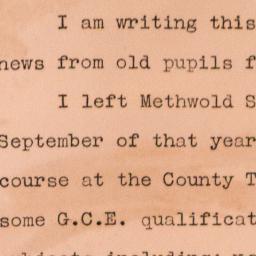 I am writing this
news from old pupils f
I left Methwold S
September of that year
course at the County T
some G.C.E. qualificat
including: